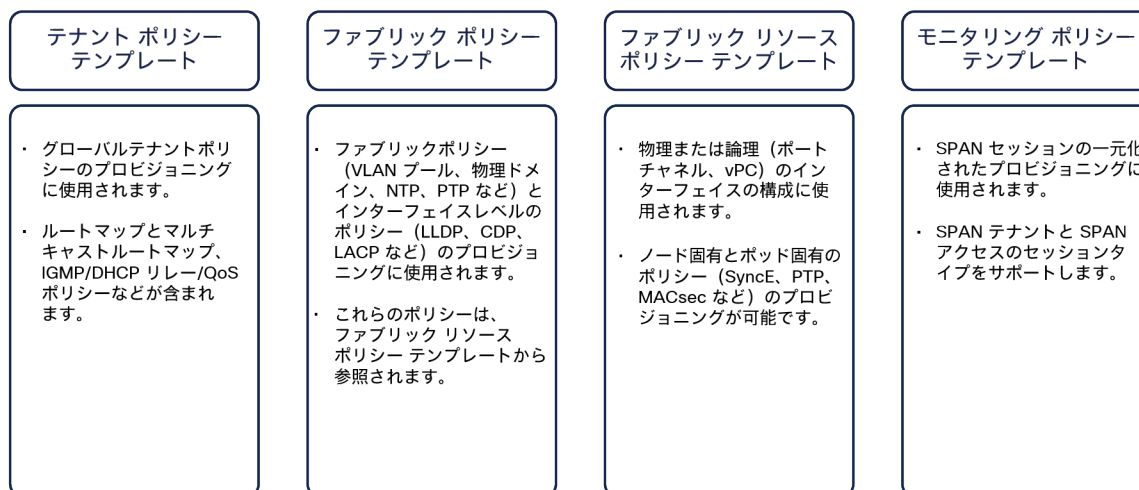 テナント ポリシー
テンプレート
・ グローバルテナントポリ
シーのプロビジョニング
に使用されます。
・ ルートマップとマルチ
キャストルートマップ、
IGMP/DHCP リレー/QoS
ポリシーなどが含まれ
ます。
ファブリック ポリシー
テンプレート
・ ファブリックポリシー
（VLAN プール、物理ドメ
イン、NTP、PTP など）と
インターフェイスレベルの
ポリシー（LLDP、CDP、
LACP など）のプロビジョ
ニングに使用されます。
・ これらのポリシーは、
ファブリック リソース
ポリシー テンプレートから
参照されます。
ファブリック リソース
ポリシー テンプレート
・ 物理または論理（ポート
チャネル、vPC）のイン
ターフェイスの構成に使
用されます。
・ ノード固有とポッド固有の
ポリシー（SyncE、PTP、
MACsec など）のプロビ
ジョニングが可能です。
モニタリング ポリシー
テンプレート
・ SPAN セッションの一元化
されたプロビジョニングに
使用されます。
・ SPAN テナントと SPAN
アクセスのセッションタ
イプをサポートします。